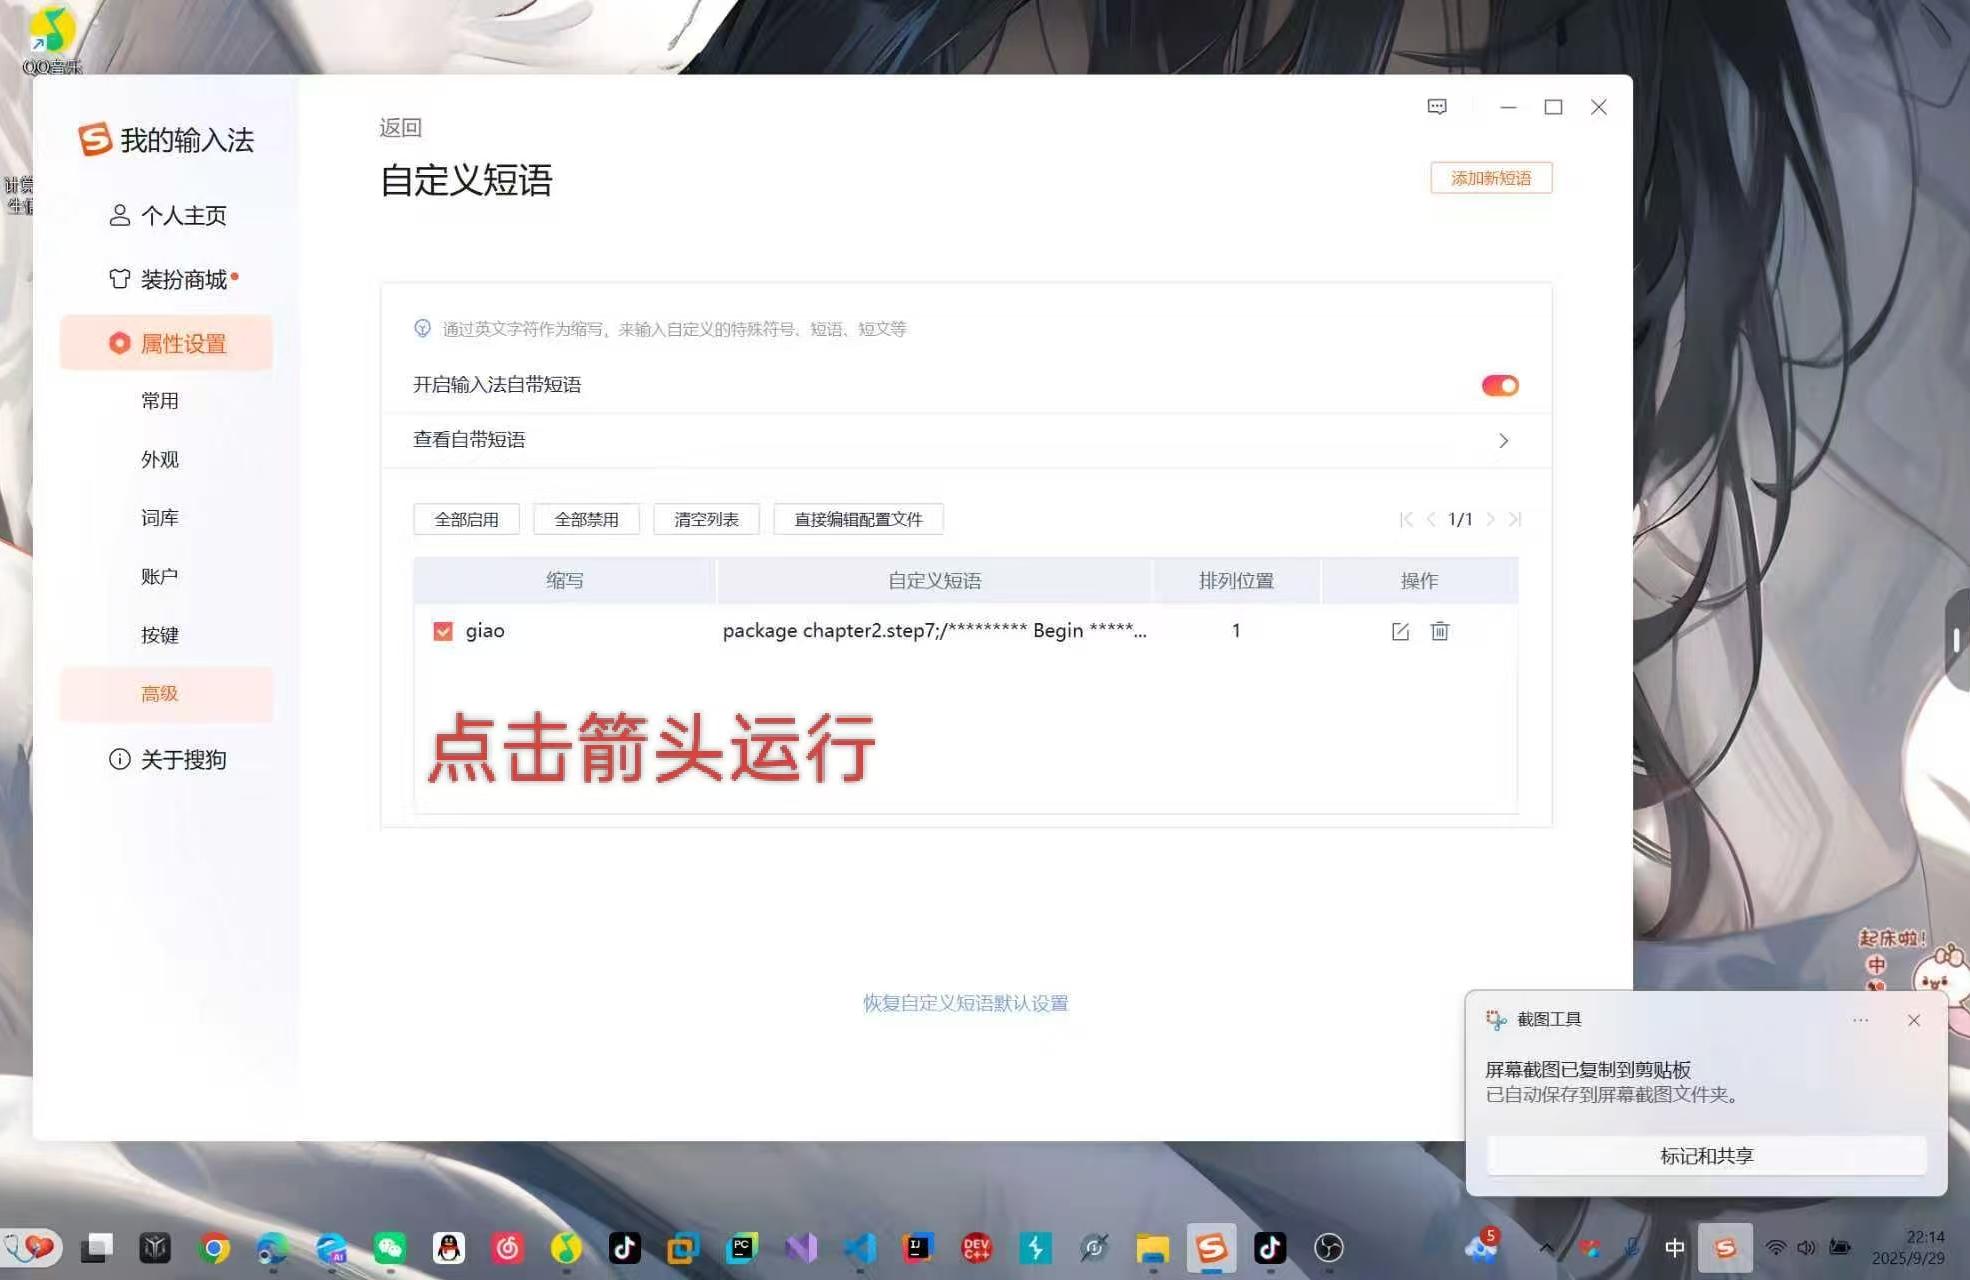 QQ音乐
我的输入法
返回
自定义短语
添加新短语
个人主页
装扮商城
属性设置
常用
外观
词库
账户
按键
高级
关于搜狗
通过英文字符作为缩写，来输入自定义的特殊符号、短语、短文等
开启输入法自带短语
查看自带短语
全部启用 全部禁用 清空列表 直接编辑配置文件 1/1
缩写 自定义短语 排列位置 操作
giao package chapter2.step7;/********* Begin *****... 1
点击箭头运行
恢复自定义短语默认设置
起床啦!
中
截图工具
屏幕截图已复制到剪贴板
已自动保存到屏幕截图文件夹。
标记和共享
AI
PC
IJ
DEV
C++
5
中
22:14
2025/9/29